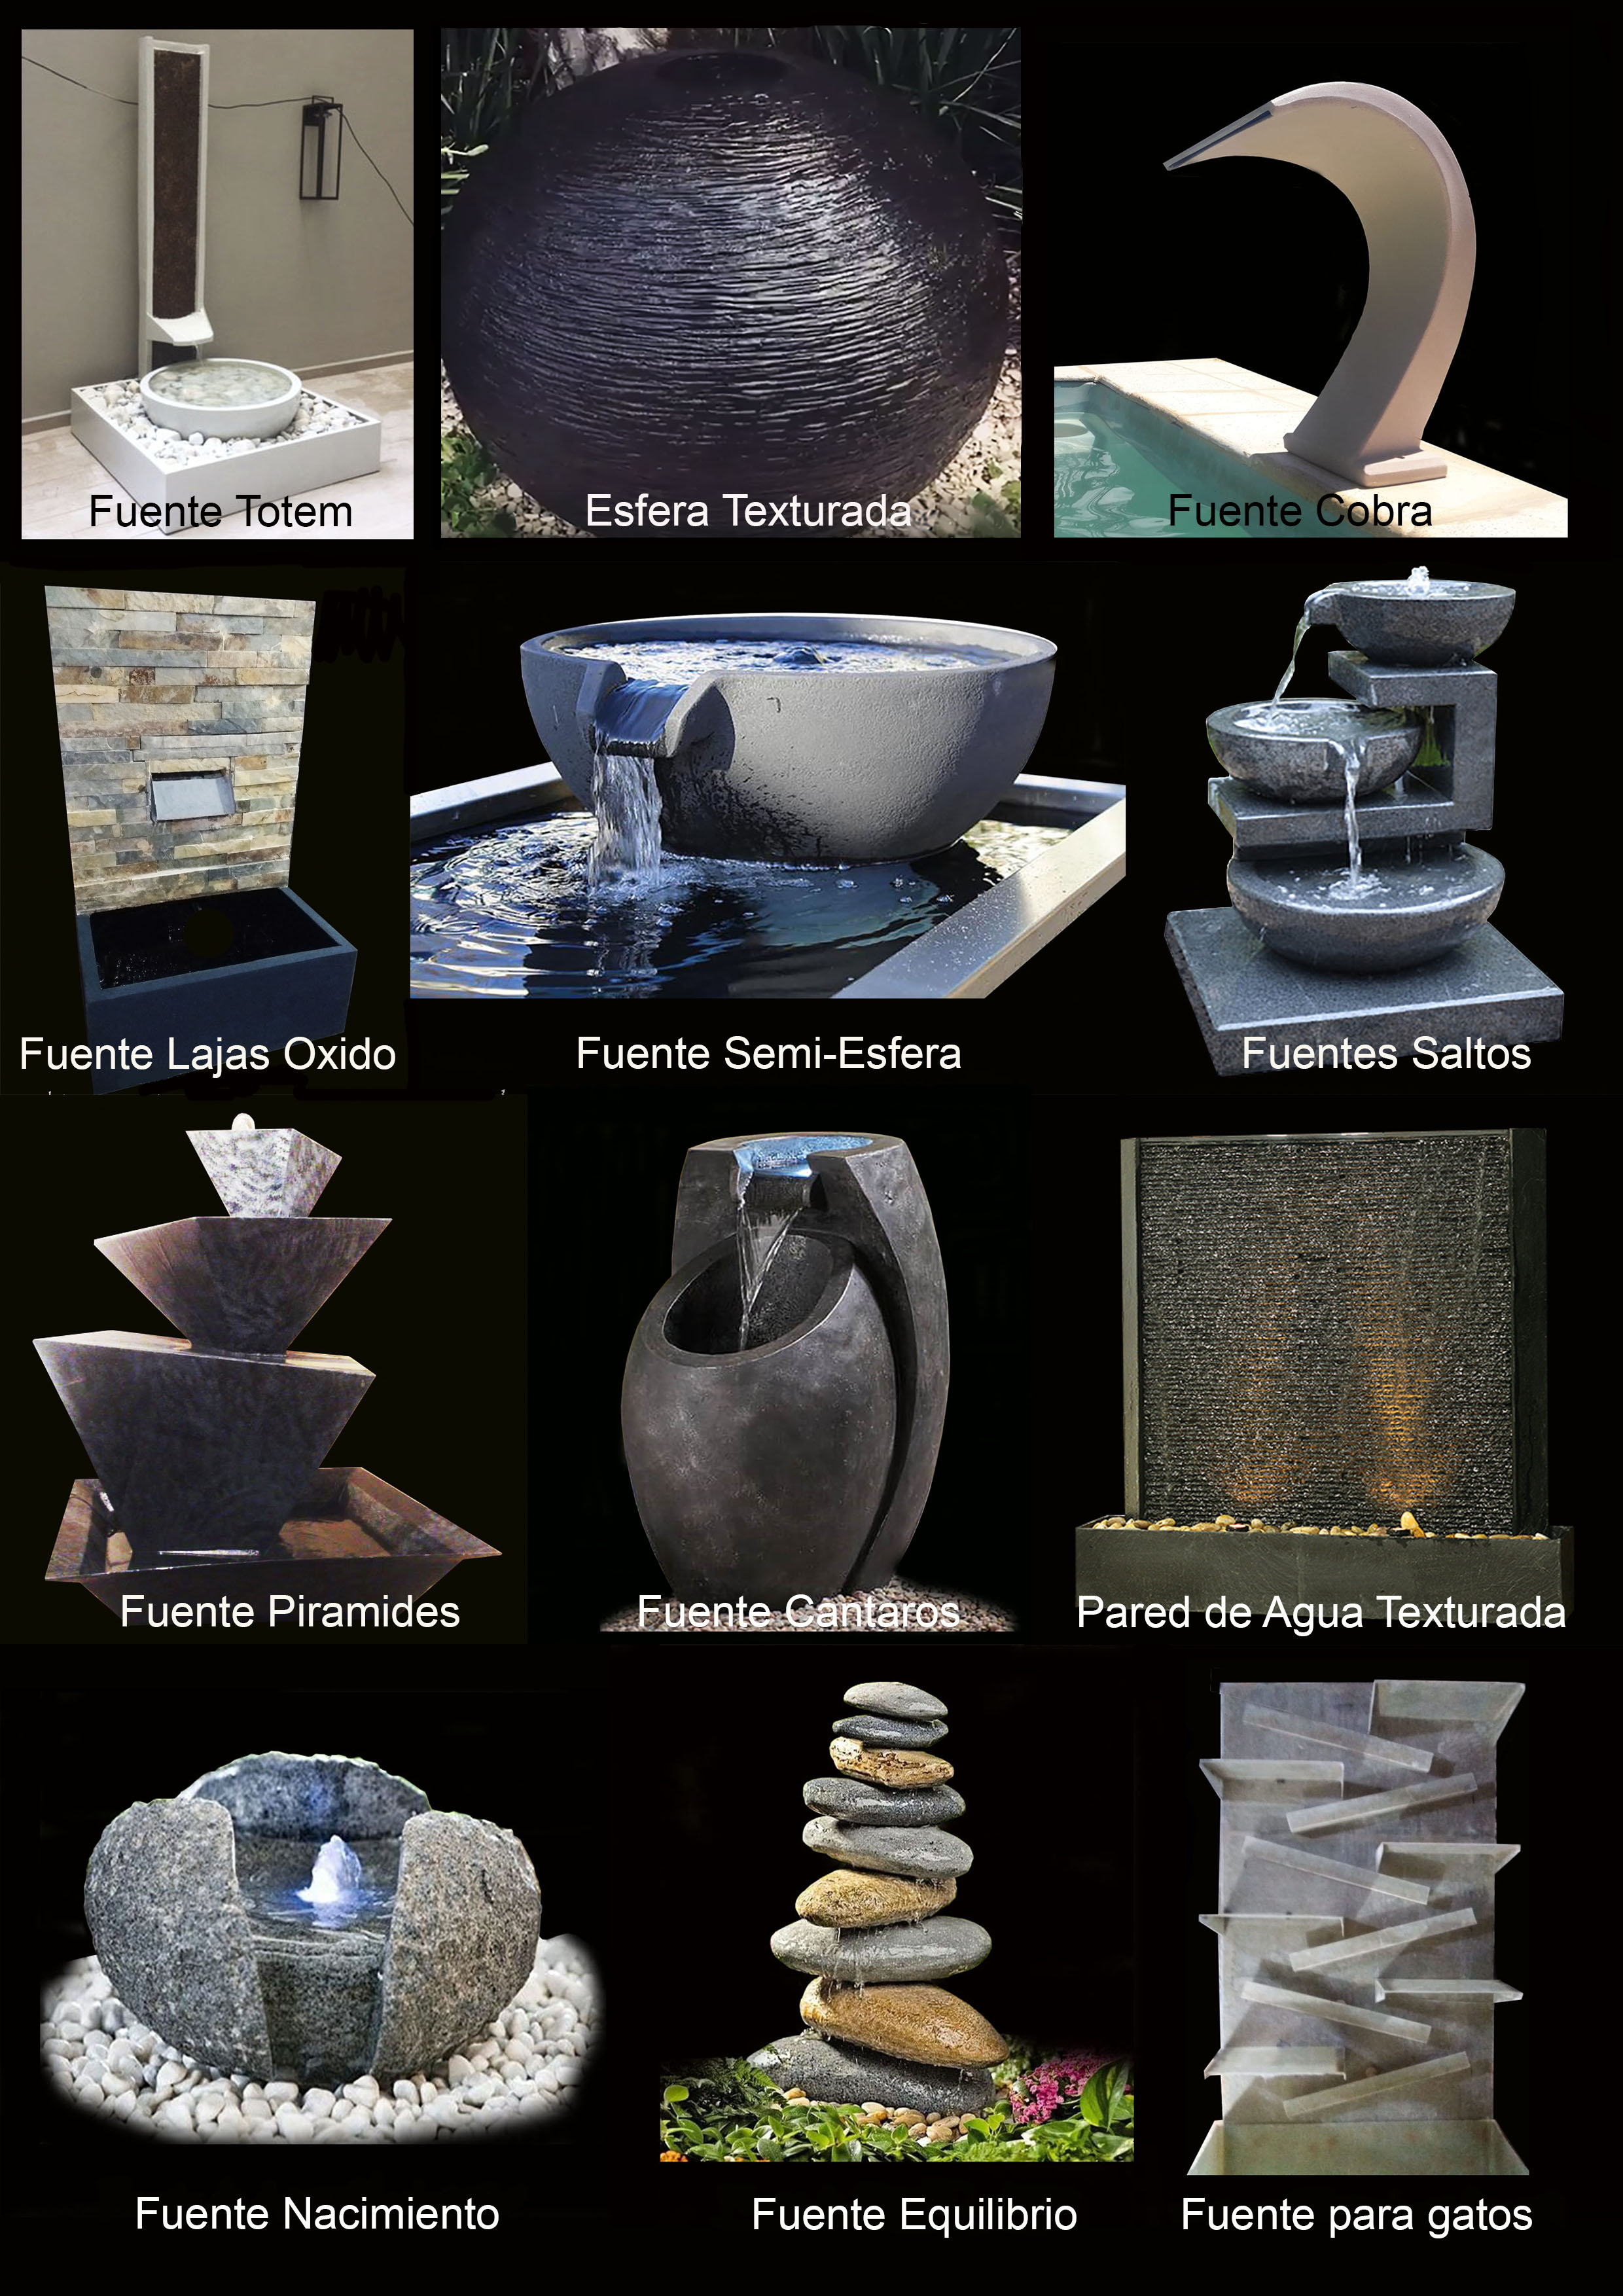 Fuente Totem
Esfera Texturada
Fuente Cobra
Fuente Lajas Oxido
Fuente Semi-Esfera
Fuentes Saltos
Fuente Piramides
Fuente Cantaros
Pared de Agua Texturada
Fuente Nacimiento
Fuente Equilibrio
Fuente para gatos